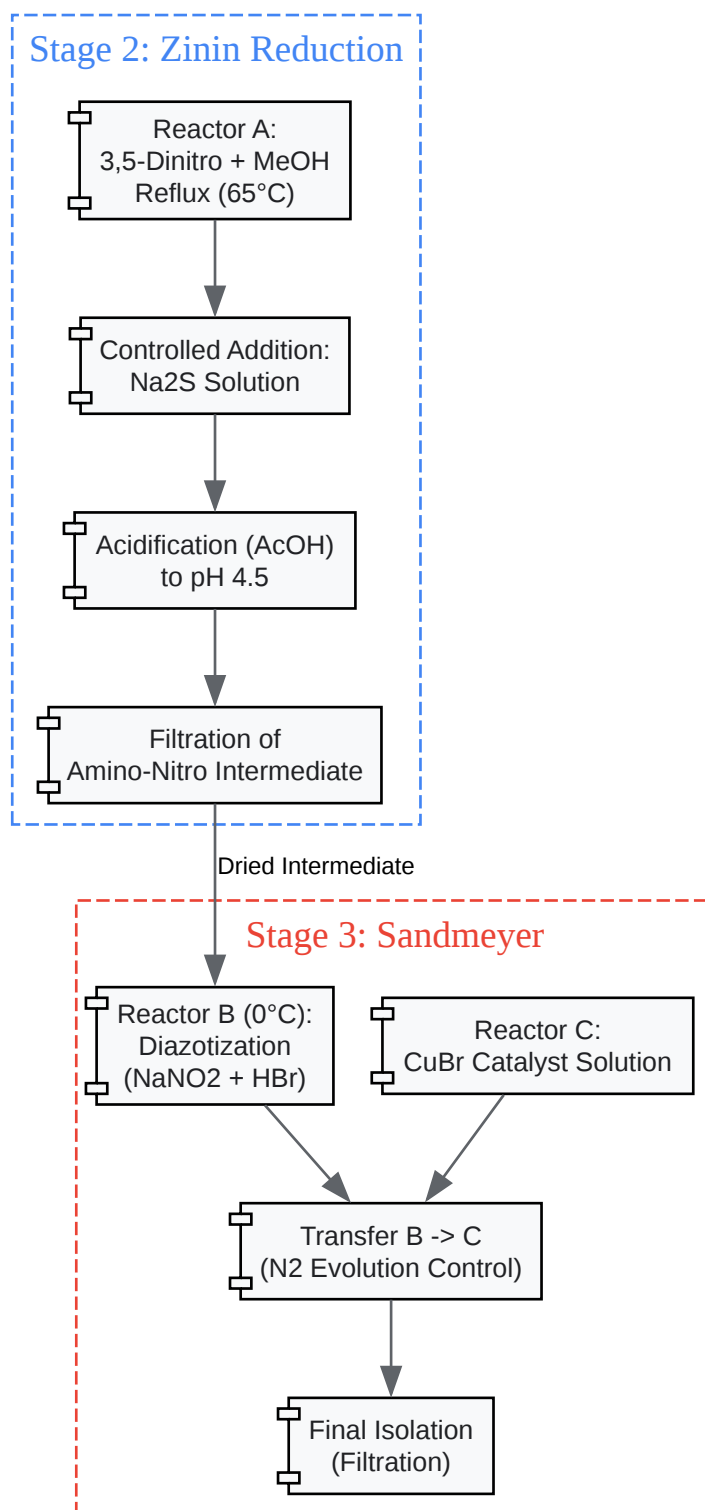 Stage 2: Zinin Reduction
Reactor A:
3,5-Dinitro + MeOH
Reflux (65°C)
Controlled Addition:
Na2S Solution
Acidification (AcOH)
to pH 4.5
Filtration of
Amino-Nitro Intermediate
Dried Intermediate
Stage 3: Sandmeyer
Reactor B (0°C):
Diazotization
(NaNO2 + HBr)
Reactor C:
CuBr Catalyst Solution
Transfer B -> C
(N2 Evolution Control)
Final Isolation
(Filtration)